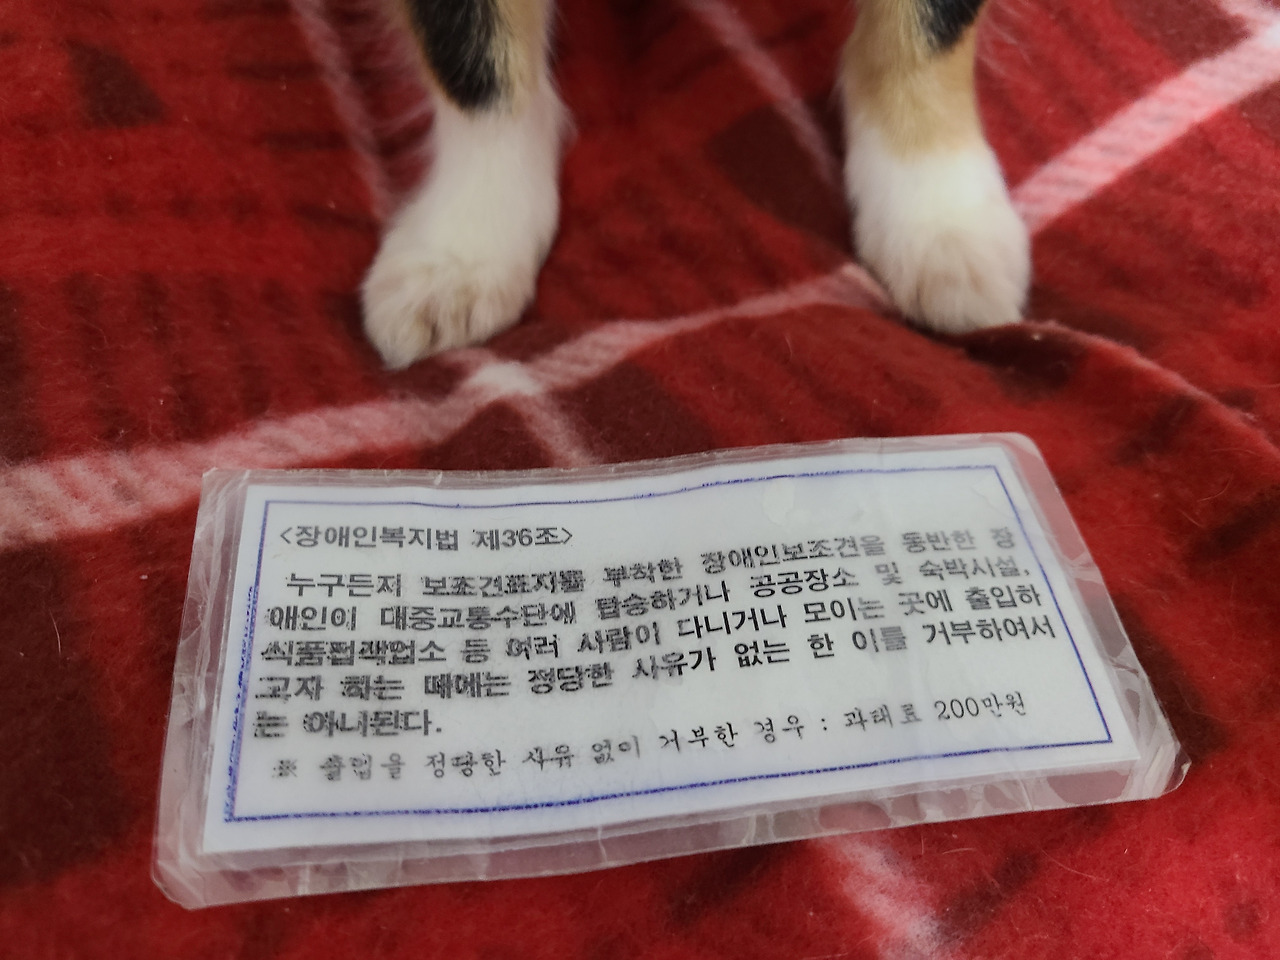 <장애인복지법 제36조>
누구든지 보조견표지를 부착한 장애인보조견을 동반한 장
애인이 대중교통수단에 탑승하거나 공공장소 및 숙박시설,
식품접객업소 등 여러 사람이 다니거나 모이는 곳에 출입하
고자 하는 때에는 정당한 사유가 없는 한 이를 거부하여서
는 아니된다.
※ 출입을 정당한 사유 없이 거부한 경우 : 과태료 200만원